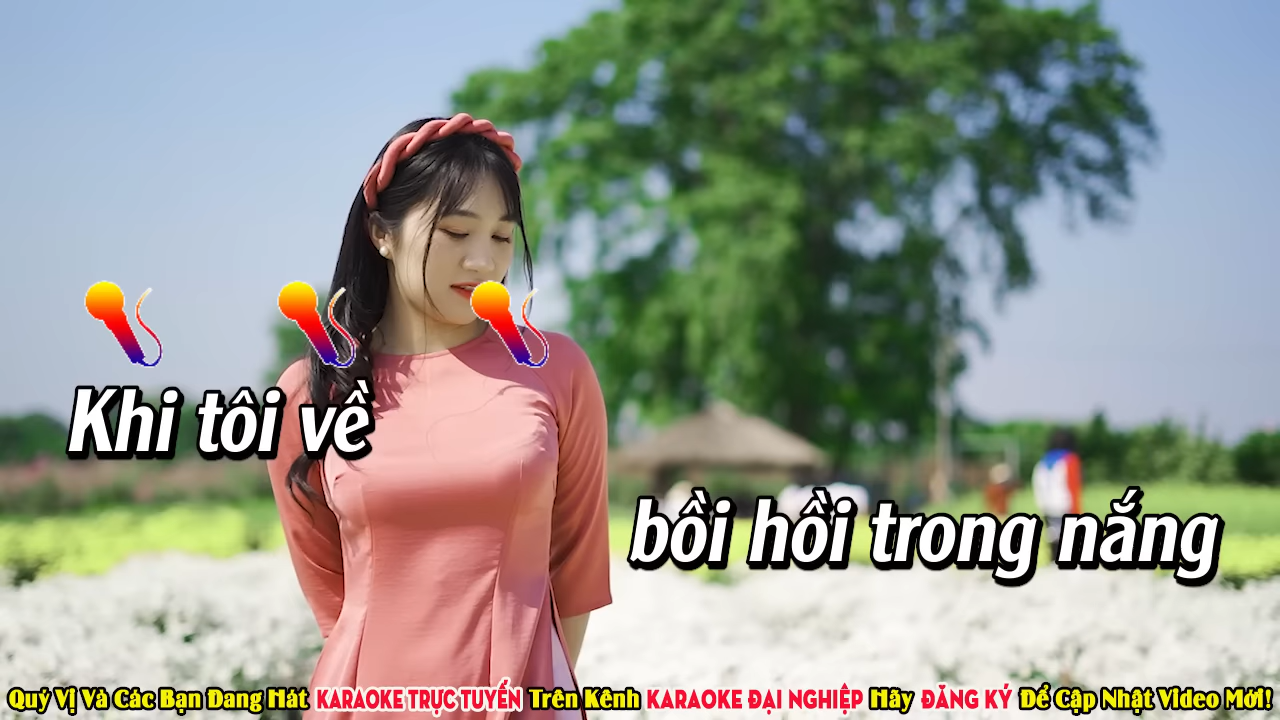 Khi tôi về
bồi hồi trong nắng
Quý Vị Và Các Bạn Đang Hát KARAOKE TRỰC TUYẾN Trên Kênh KARAOKE ĐẠI NGHIỆP Hãy ĐĂNG KÝ Để Cập Nhật Video Mới!